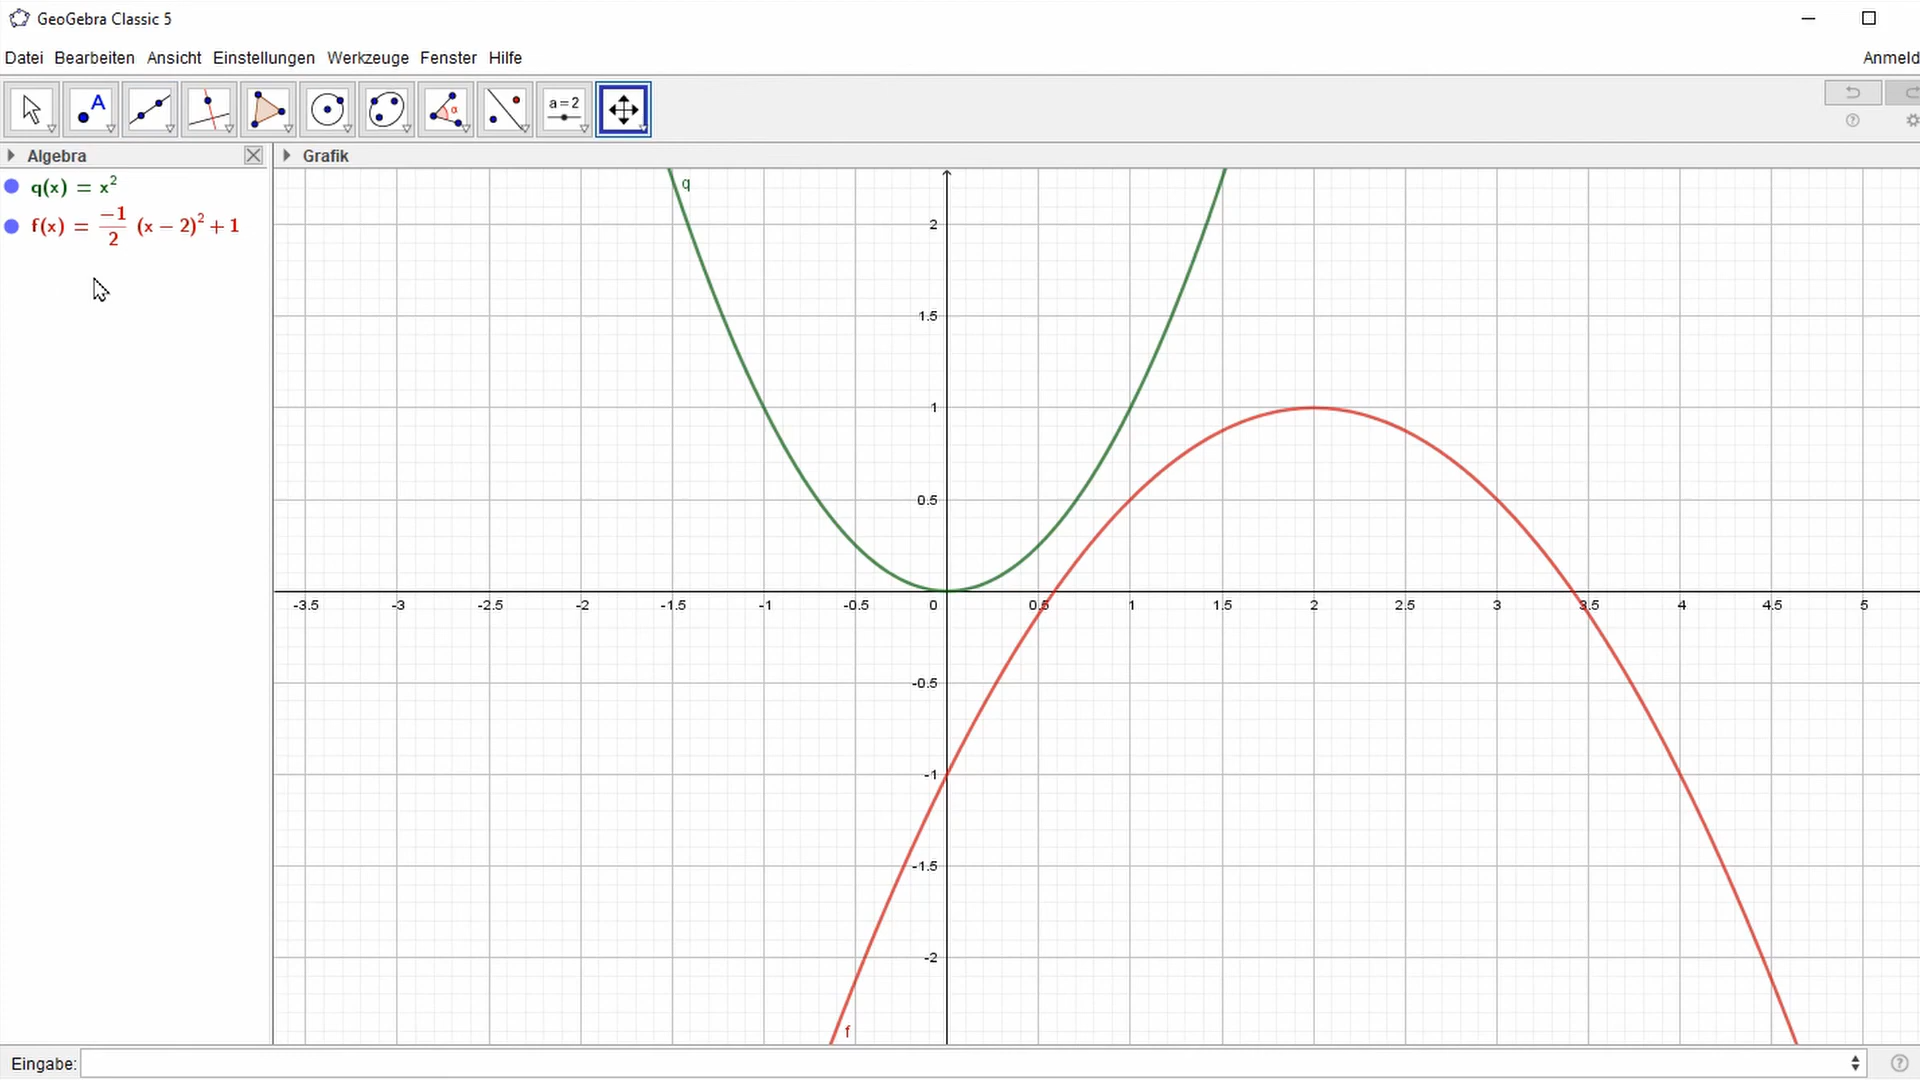 GeoGebra Classic 5
Datei Bearbeiten Ansicht Einstellungen Werkzeuge Fenster Hilfe
Anmeld
A
α
a=2
Algebra
Grafik
q(x) = x²
f(x) = −1/2 (x − 2)² + 1
q
2
1.5
1
0.5
-3.5 -3 -2.5 -2 -1.5 -1 -0.5 0 0.5 1 1.5 2 2.5 3 3.5 4 4.5 5
-0.5
-1
-1.5
-2
f
Eingabe: